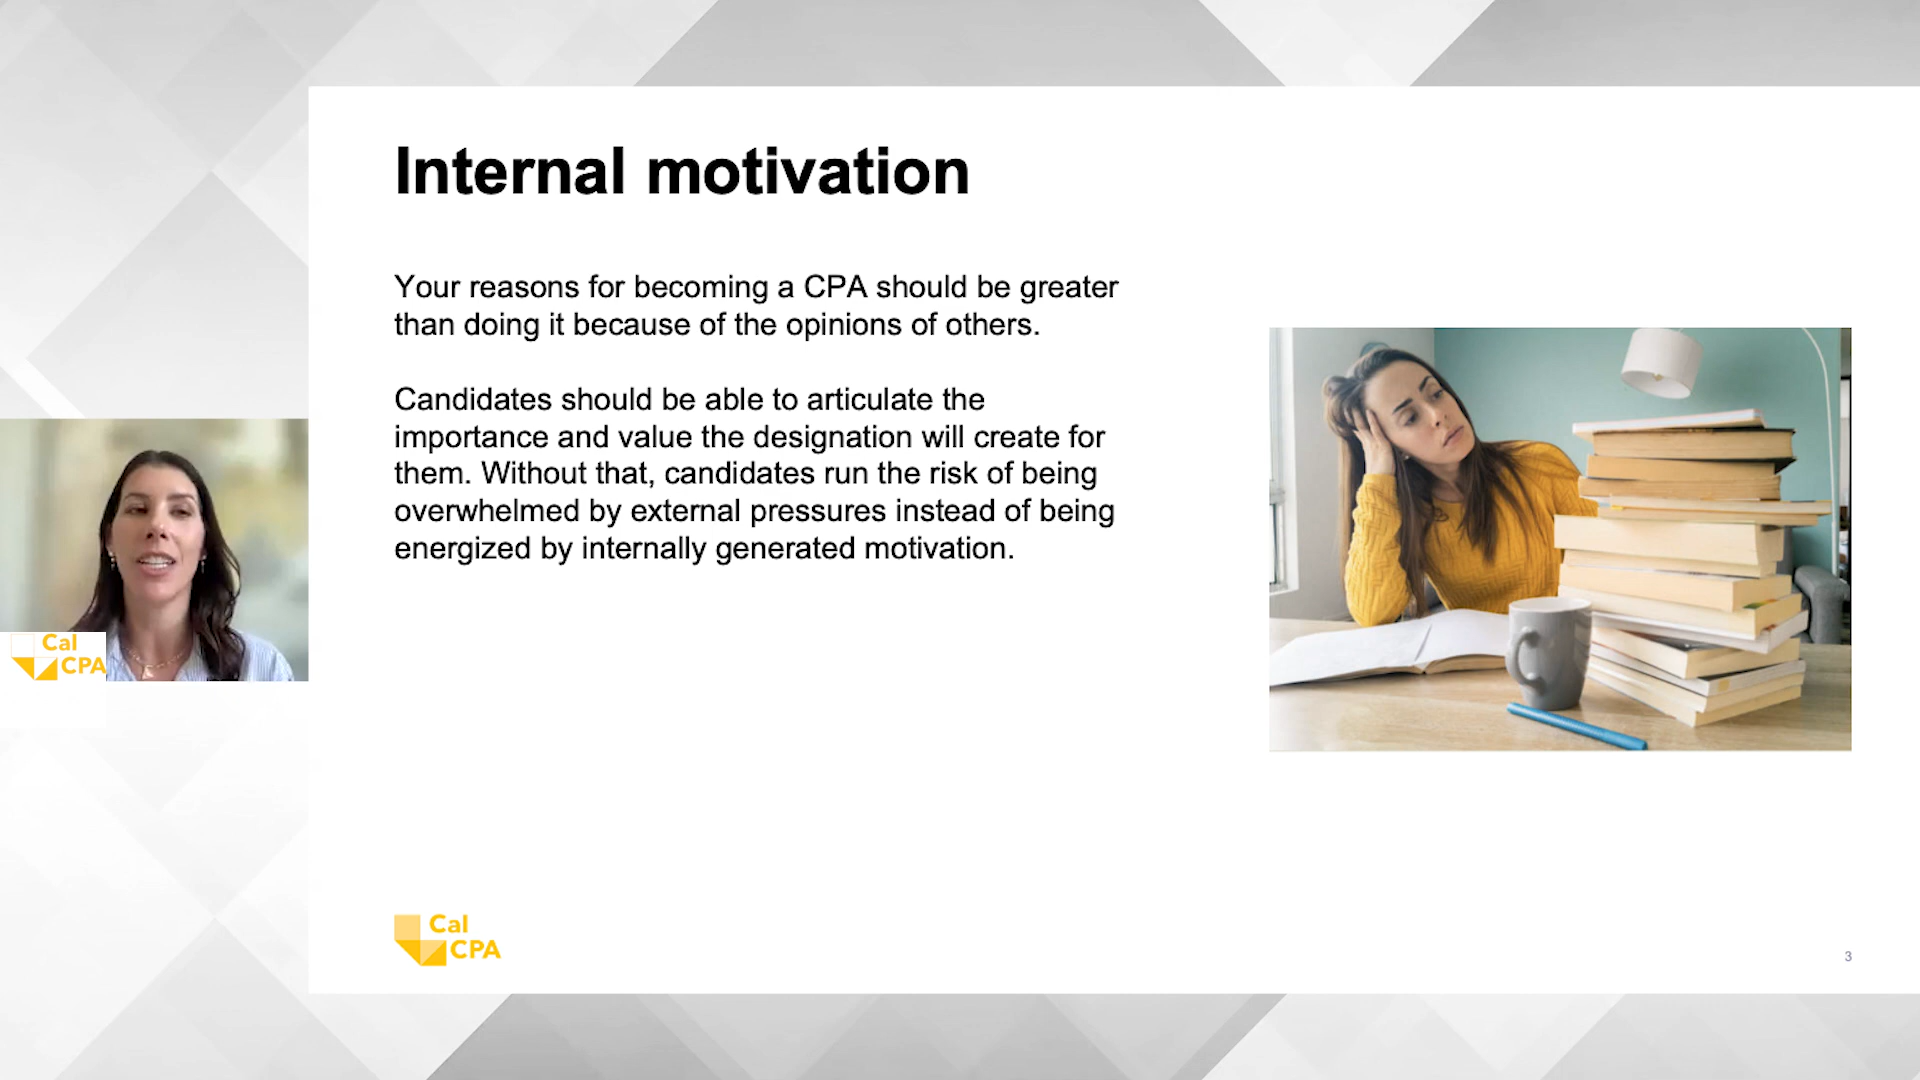 Internal motivation
Your reasons for becoming a CPA should be greater
than doing it because of the opinions of others.
Candidates should be able to articulate the
importance and value the designation will create for
them. Without that, candidates run the risk of being
overwhelmed by external pressures instead of being
energized by internally generated motivation.
Cal
CPA
Cal
CPA
3